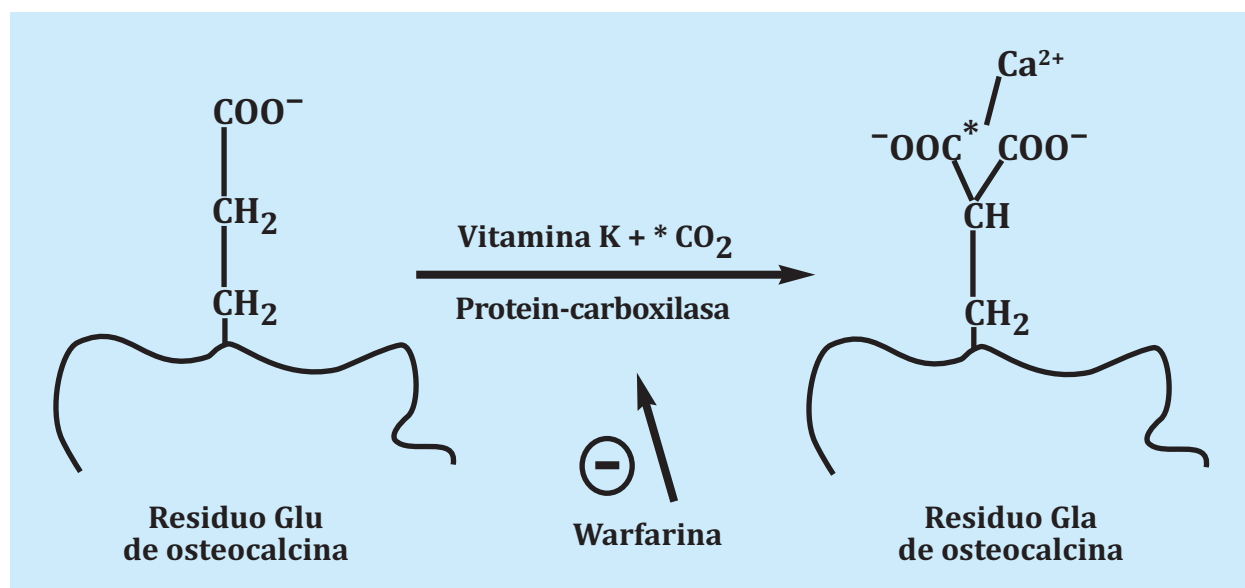 COO⁻
CH₂
CH₂
Residuo Glu
de osteocalcina
Vitamina K + * CO₂
Protein-carboxilasa
−
Warfarina
Ca²⁺
⁻OOC* COO⁻
CH
CH₂
Residuo Gla
de osteocalcina